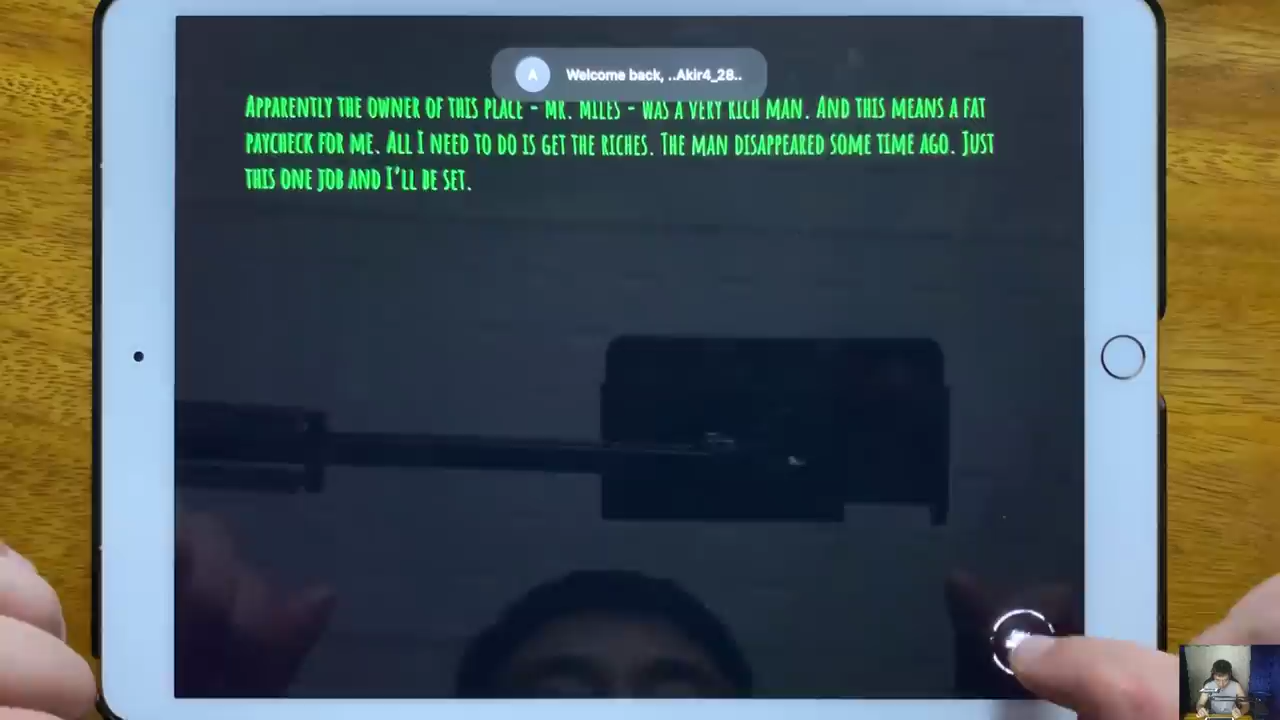 A Welcome back, ..Akir4_28..
APPARENTLY THE OWNER OF THIS PLACE - MR. MILES - WAS A VERY RICH MAN. AND THIS MEANS A FAT
PAYCHECK FOR ME. ALL I NEED TO DO IS GET THE RICHES. THE MAN DISAPPEARED SOME TIME AGO. JUST
THIS ONE JOB AND I'LL BE SET.